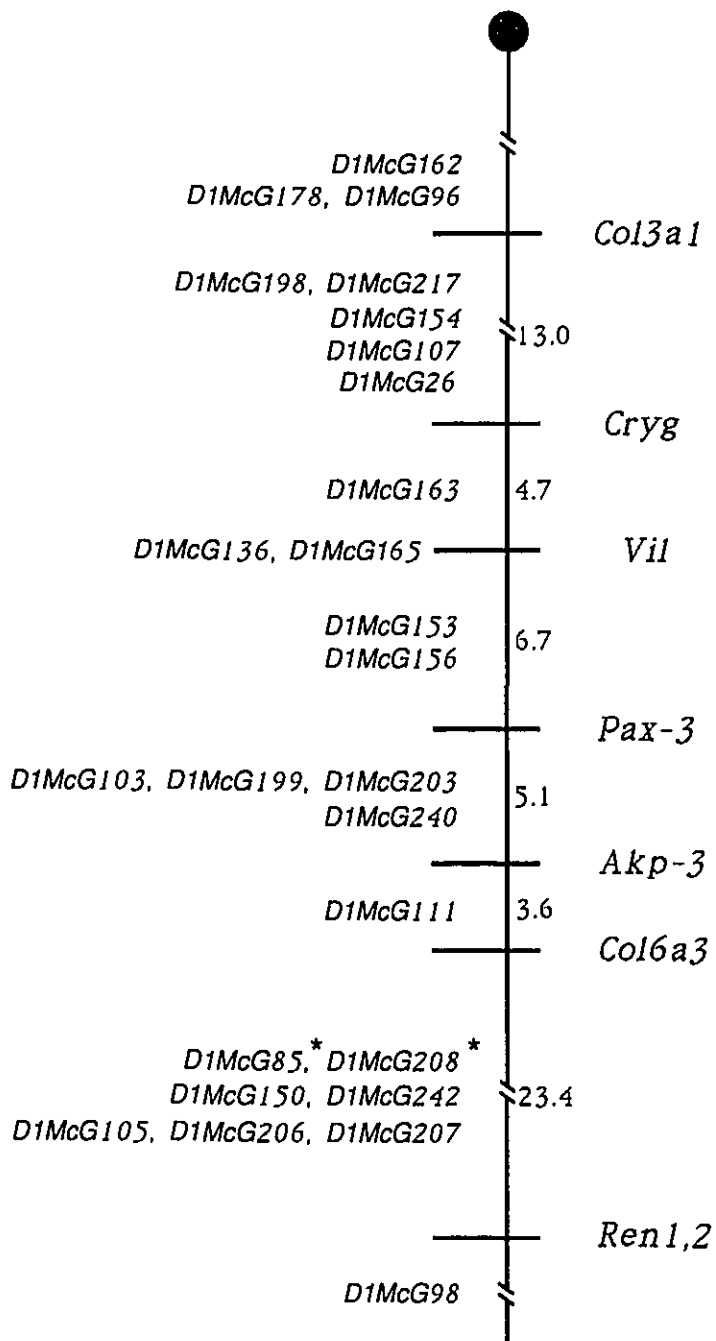 D1McG162
D1McG178, D1McG96
Col3a1
D1McG198, D1McG217
D1McG154
13.0
D1McG107
D1McG26
Cryg
D1McG163 4.7
D1McG136, D1McG165 Vil
D1McG153
6.7
D1McG156
Pax-3
D1McG103, D1McG199, D1McG203
5.1
D1McG240
Akp-3
D1McG111 3.6
Col6a3
D1McG85,* D1McG208*
D1McG150, D1McG242 23.4
D1McG105, D1McG206, D1McG207
Ren1,2
D1McG98